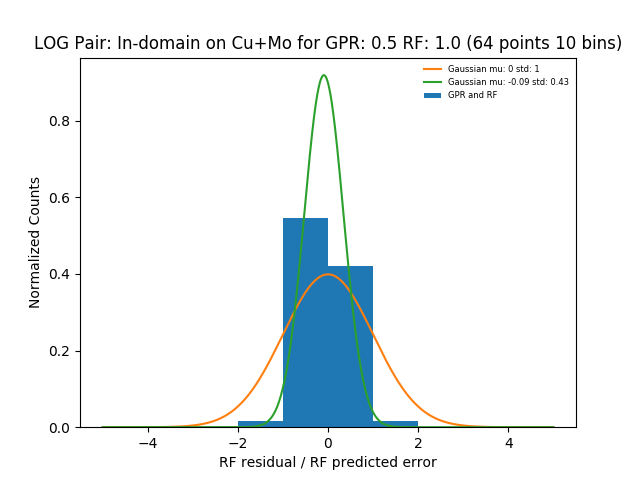 LOG Pair: In-domain on Cu+Mo for GPR: 0.5 RF: 1.0 (64 points 10 bins)
Gaussian mu: 0 std: 1
Gaussian mu: -0.09 std: 0.43
GPR and RF
Normalized Counts
0.8
0.6
0.4
0.2
0.0
−4 −2 0 2 4
RF residual / RF predicted error